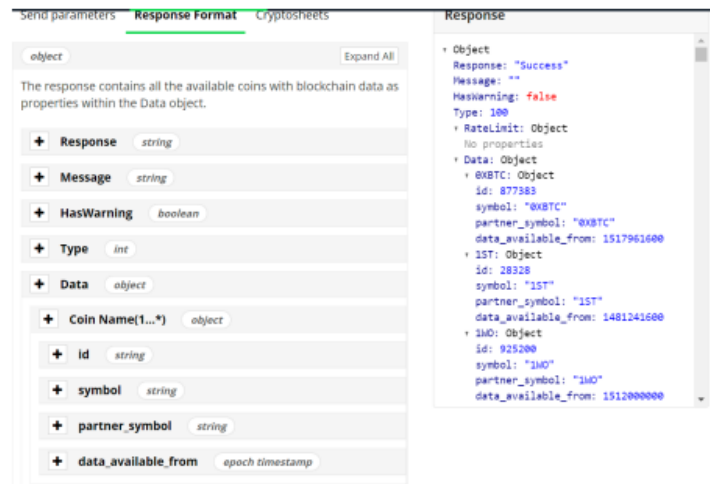 Send parameters Response Format Cryptosheets
object Expand All
The response contains all the available coins with blockchain data as
properties within the Data object.
+ Response string
+ Message string
+ HasWarning boolean
+ Type int
+ Data object
+ Coin Name(1...*) object
+ id string
+ symbol string
+ partner_symbol string
+ data_available_from epoch timestamp
Response
Object
Response: "Success"
Message: ""
HasWarning: false
Type: 100
RateLimit: Object
No properties
Data: Object
0XBTC: Object
id: 877383
symbol: "0XBTC"
partner_symbol: "0XBTC"
data_available_from: 1517961600
1ST: Object
id: 28328
symbol: "1ST"
partner_symbol: "1ST"
data_available_from: 1481241600
1WO: Object
id: 925200
symbol: "1WO"
partner_symbol: "1WO"
data_available_from: 1512000000